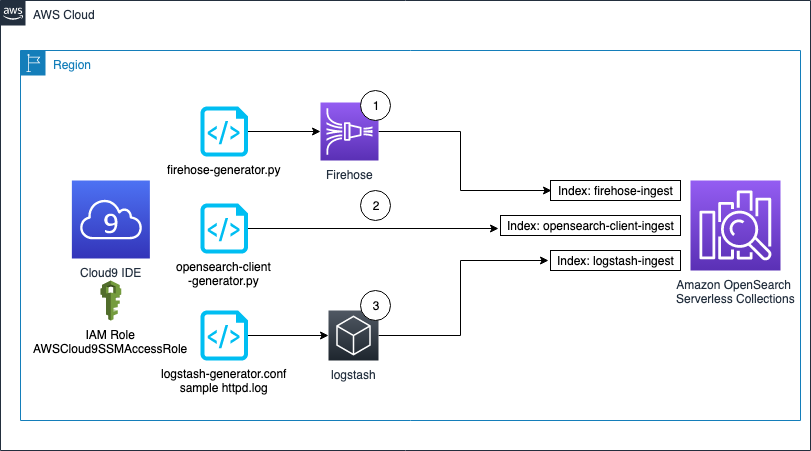 aws
AWS Cloud
Region
1
firehose-generator.py
Firehose
Index: firehose-ingest
2
9
Index: opensearch-client-ingest
Cloud9 IDE
opensearch-client
-generator.py
Index: logstash-ingest
Amazon OpenSearch
Serverless Collections
3
IAM Role
AWSCloud9SSMAccessRole
</>
logstash-generator.conf
sample httpd.log
logstash